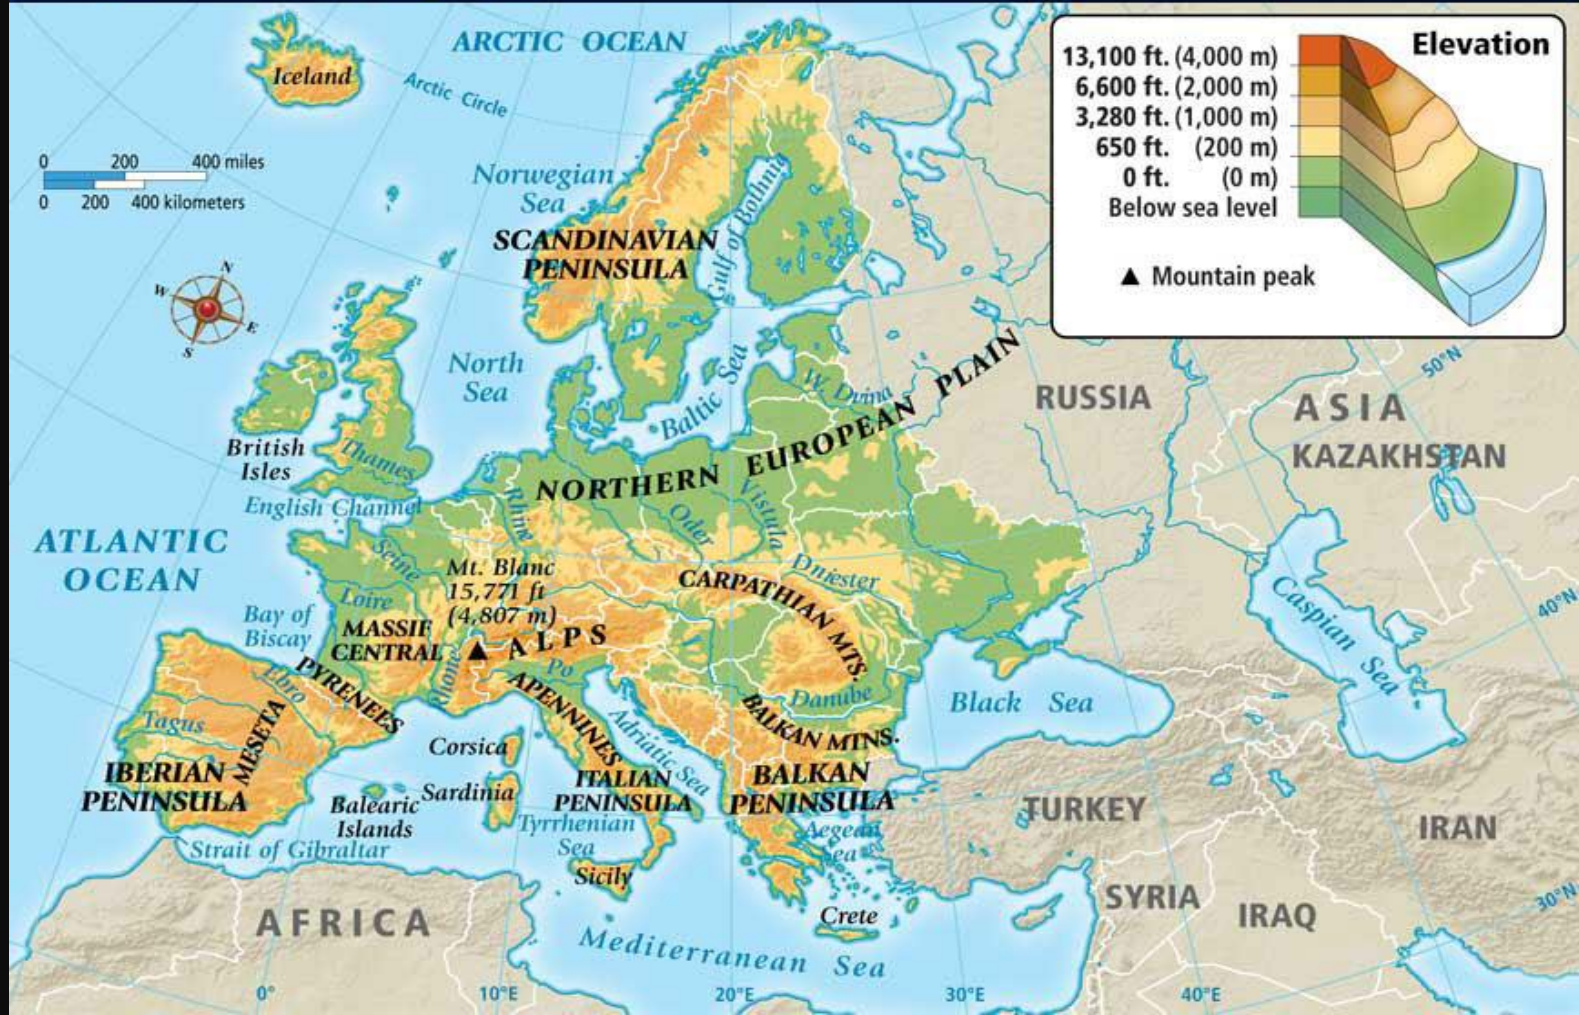 ARCTIC OCEAN
Iceland
Arctic Circle
0 200 400 miles
0 200 400 kilometers
Elevation
13,100 ft. (4,000 m)
6,600 ft. (2,000 m)
3,280 ft. (1,000 m)
650 ft. (200 m)
0 ft. (0 m)
Below sea level
▲ Mountain peak
Norwegian
Sea
SCANDINAVIAN
PENINSULA
Gulf of Bothnia
N
W
E
S
North
Sea
Baltic Sea
W. Dvina
NORTHERN EUROPEAN PLAIN
RUSSIA
ASIA
KAZAKHSTAN
50°N
British
Isles
Thames
English Channel
Rhine
Oder
Vistula
ATLANTIC
OCEAN
Seine
Mt. Blanc
15,771 ft
(4,807 m)
Loire
Dniester
CARPATHIAN MTS.
Bay of
Biscay
MASSIF
CENTRAL
ALPS
Rhône
Po
Caspian Sea
40°N
PYRENEES
Ebro
APENNINES
Danube
Black Sea
Tagus
MESETA
Corsica
Adriatic Sea
BALKAN MTNS.
IBERIAN
PENINSULA
Balearic
Islands
Sardinia
ITALIAN
PENINSULA
BALKAN
PENINSULA
TURKEY
IRAN
Tyrrhenian
Sea
Aegean
Sea
Strait of Gibraltar
Sicily
SYRIA
IRAQ
30°N
AFRICA
Crete
Mediterranean Sea
0°
10°E
20°E
30°E
40°E